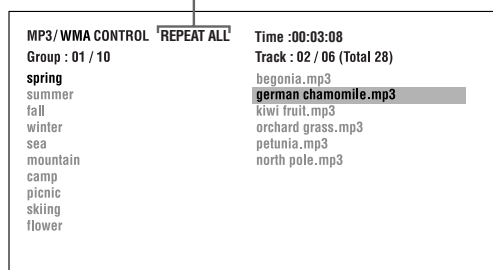 MP3/ WMA CONTROL REPEAT ALL
Group : 01 / 10
spring
summer
fall
winter
sea
mountain
camp
picnic
skiing
flower
Time :00:03:08
Track : 02 / 06 (Total 28)
begonia.mp3
german chamomile.mp3
kiwi fruit.mp3
orchard grass.mp3
petunia.mp3
north pole.mp3